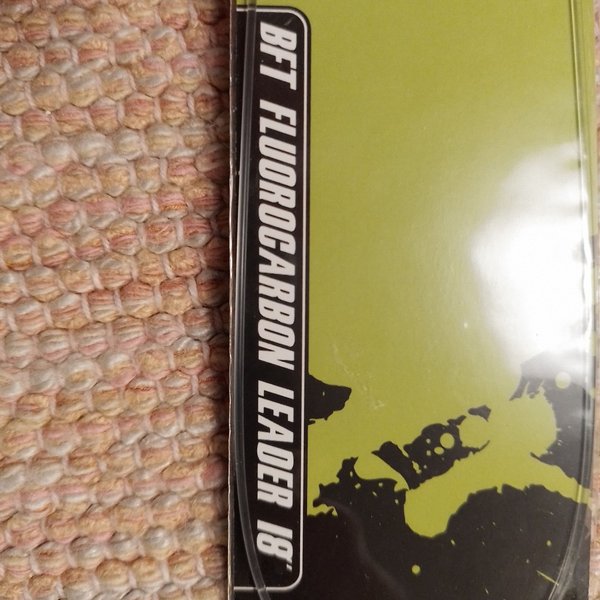 BFT FLUOROCARBON LEADER 18"